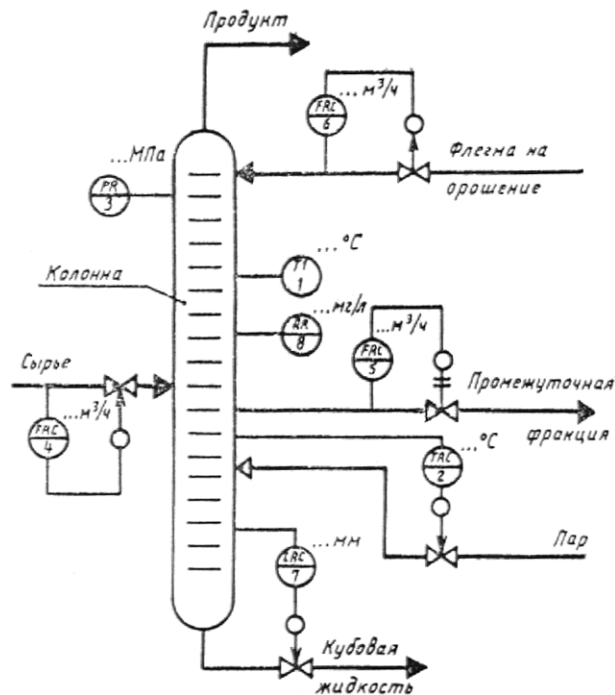 Продукт
...м³/ч
FRC
6
Флегма на
орошение
...МПа
PR
3
...°С
TI
1
Колонна
...мг/л
QR
8
...м³/ч
FRC
5
Сырье
Промежуточная
фракция
...м³/ч
FRC
4
...°С
TRC
2
Пар
...мм
LRC
7
Кубовая
жидкость